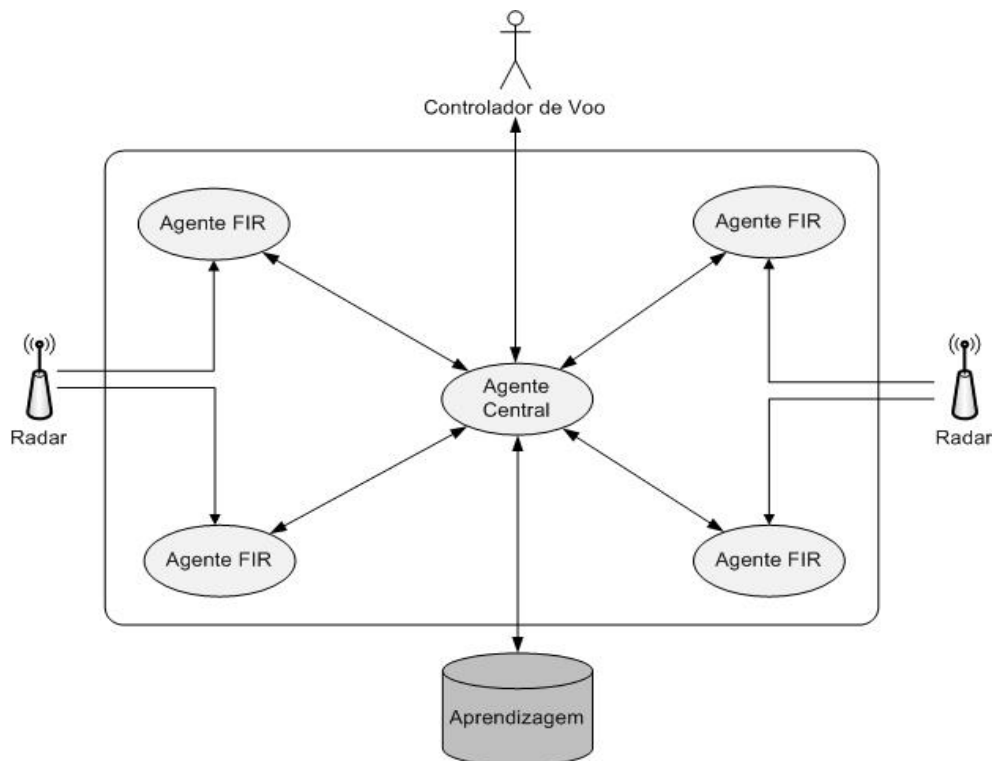 Controlador de Voo
Agente FIR
Agente FIR
Radar
Agente
Central
Radar
Agente FIR
Agente FIR
Aprendizagem